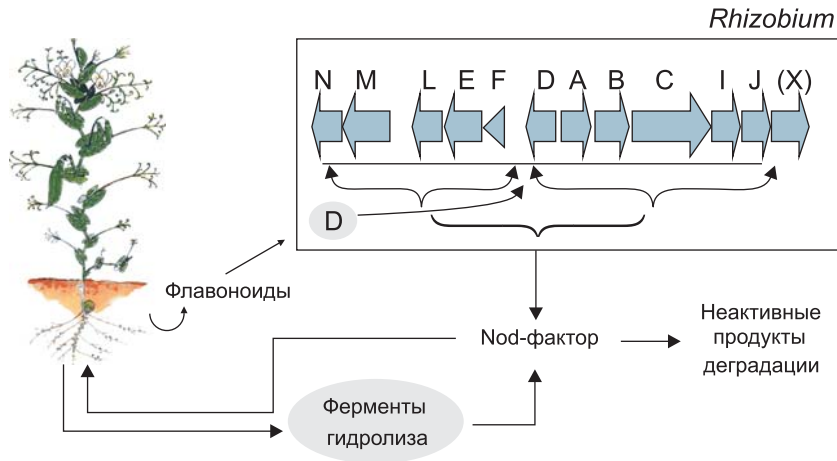 Rhizobium
N M L E F D A B C I J (X)
D
Флавоноиды
Nod-фактор
Неактивные
продукты
деградации
Ферменты
гидролиза